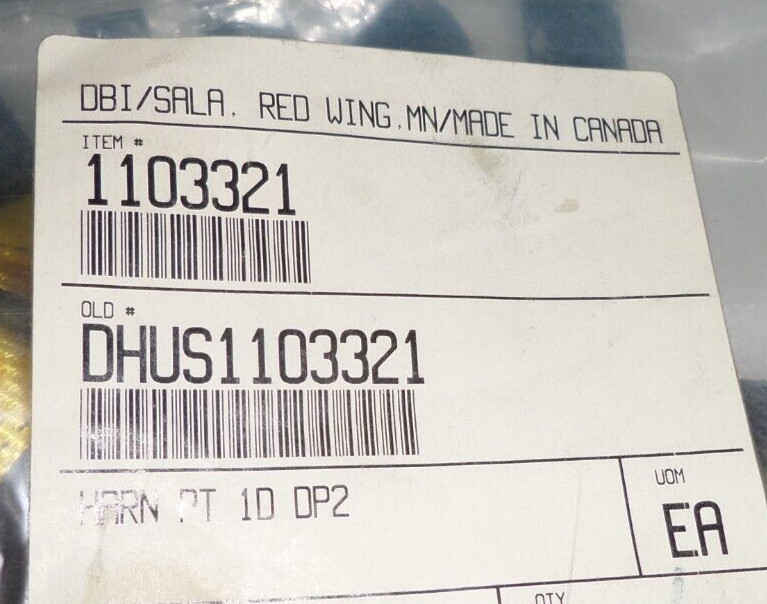 DBI/SALA, RED WING,MN/MADE IN CANADA
ITEM #
1103321
OLD #
DHUS1103321
HARN PT 1D DP2
UOM
EA
QTY